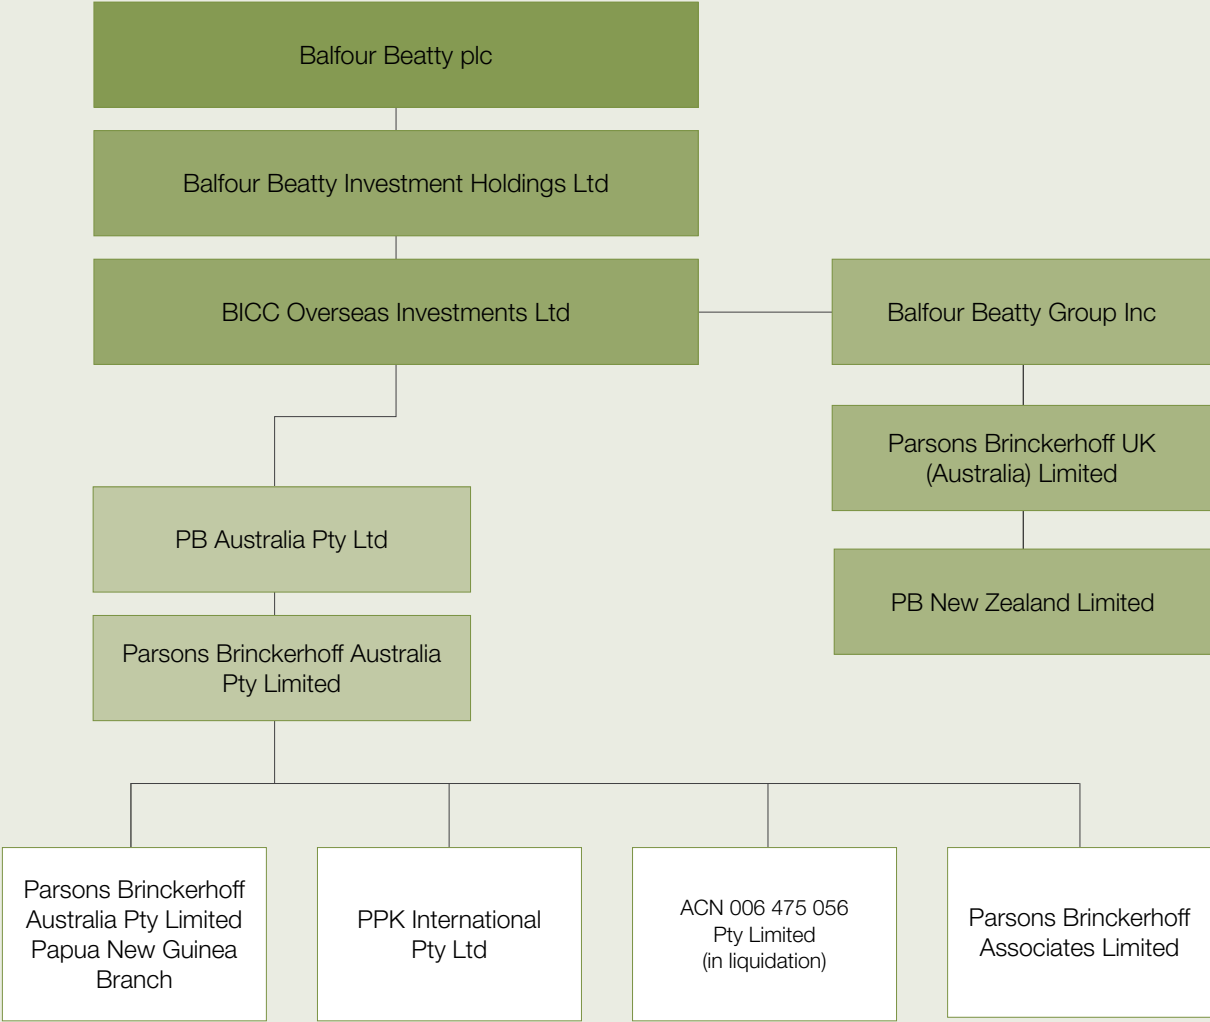 Balfour Beatty plc
Balfour Beatty Investment Holdings Ltd
BICC Overseas Investments Ltd
Balfour Beatty Group Inc
Parsons Brinckerhoff UK
(Australia) Limited
PB Australia Pty Ltd
PB New Zealand Limited
Parsons Brinckerhoff Australia
Pty Limited
Parsons Brinckerhoff
Australia Pty Limited
Papua New Guinea
Branch
PPK International
Pty Ltd
ACN 006 475 056
Pty Limited
(in liquidation)
Parsons Brinckerhoff
Associates Limited